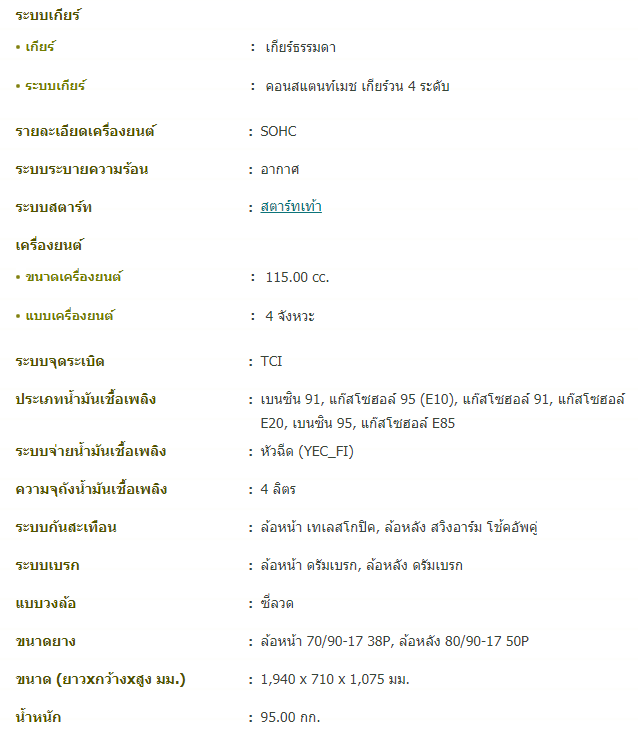 ระบบเกียร์
• เกียร์ : เกียร์ธรรมดา
• ระบบเกียร์ : คอนสแตนท์เมช เกียร์วน 4 ระดับ
รายละเอียดเครื่องยนต์ : SOHC
ระบบระบายความร้อน : อากาศ
ระบบสตาร์ท : สตาร์ทเท้า
เครื่องยนต์
• ขนาดเครื่องยนต์ : 115.00 cc.
• แบบเครื่องยนต์ : 4 จังหวะ
ระบบจุดระเบิด : TCI
ประเภทน้ำมันเชื้อเพลิง : เบนซิน 91, แก๊สโซฮอล์ 95 (E10), แก๊สโซฮอล์ 91, แก๊สโซฮอล์
E20, เบนซิน 95, แก๊สโซฮอล์ E85
ระบบจ่ายน้ำมันเชื้อเพลิง : หัวฉีด (YEC_FI)
ความจุถังน้ำมันเชื้อเพลิง : 4 ลิตร
ระบบกันสะเทือน : ล้อหน้า เทเลสโกปิค, ล้อหลัง สวิงอาร์ม โช้คอัพคู่
ระบบเบรก : ล้อหน้า ดรัมเบรก, ล้อหลัง ดรัมเบรก
แบบวงล้อ : ซี่ลวด
ขนาดยาง : ล้อหน้า 70/90-17 38P, ล้อหลัง 80/90-17 50P
ขนาด (ยาวxกว้างxสูง มม.) : 1,940 x 710 x 1,075 มม.
น้ำหนัก : 95.00 กก.